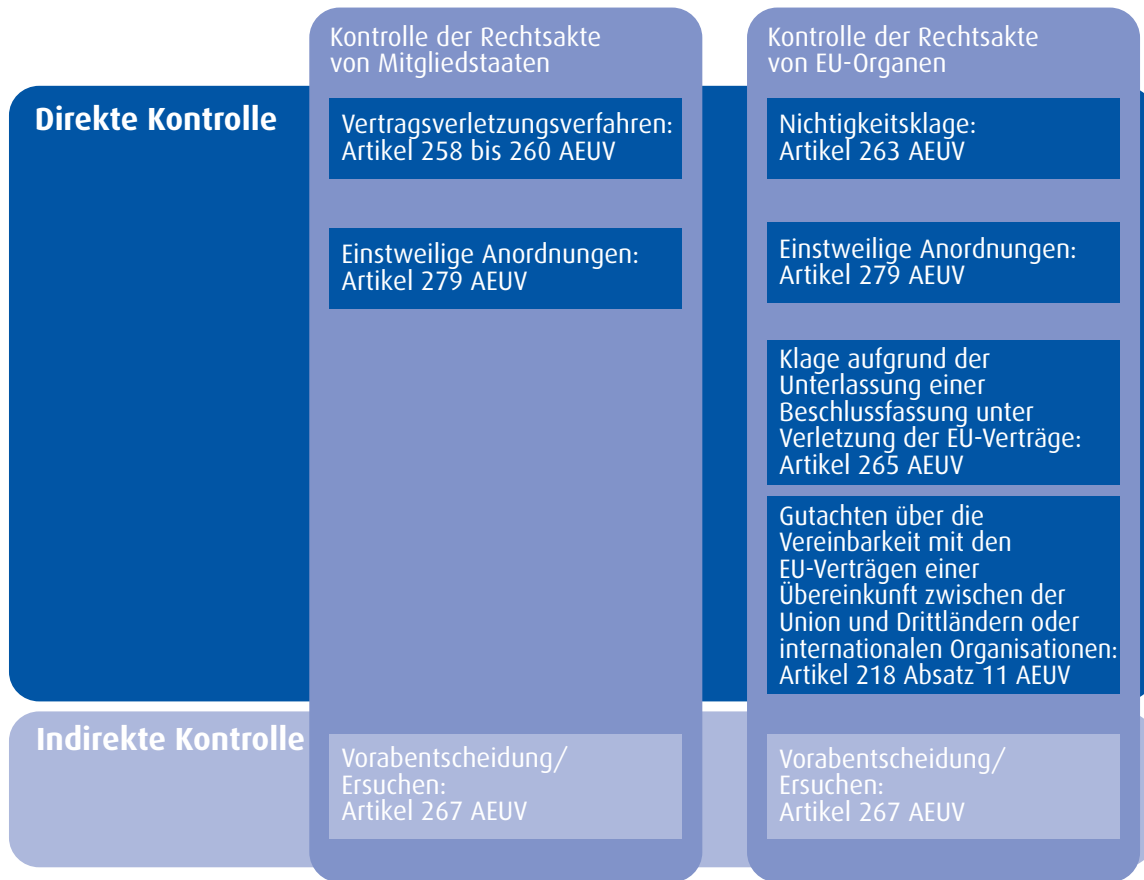 Kontrolle der Rechtsakte
von Mitgliedstaaten
Kontrolle der Rechtsakte
von EU-Organen
Direkte Kontrolle
Vertragsverletzungsverfahren:
Artikel 258 bis 260 AEUV
Nichtigkeitsklage:
Artikel 263 AEUV
Einstweilige Anordnungen:
Artikel 279 AEUV
Einstweilige Anordnungen:
Artikel 279 AEUV
Klage aufgrund der
Unterlassung einer
Beschlussfassung unter
Verletzung der EU-Verträge:
Artikel 265 AEUV
Gutachten über die
Vereinbarkeit mit den
EU-Verträgen einer
Übereinkunft zwischen der
Union und Drittländern oder
internationalen Organisationen:
Artikel 218 Absatz 11 AEUV
Indirekte Kontrolle
Vorabentscheidung/
Ersuchen:
Artikel 267 AEUV
Vorabentscheidung/
Ersuchen:
Artikel 267 AEUV